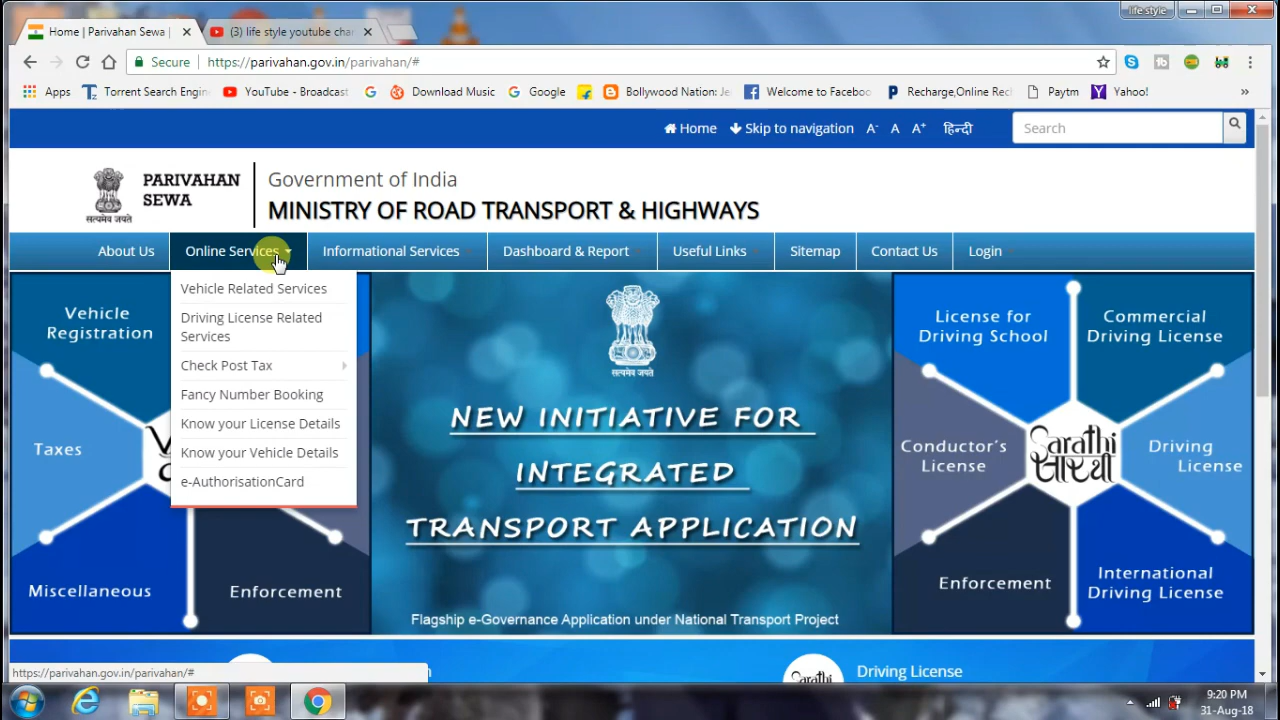 life style
Home | Parivahan Sewa |
(3) life style youtube cha
Secure https://parivahan.gov.in/parivahan/#
Apps Torrent Search Engin YouTube - Broadcast Download Music Google Bollywood Nation: Je Welcome to Faceboo Recharge,Online Rec Paytm Yahoo! »
Home Skip to navigation A- A A+ हिन्दी Search
PARIVAHAN
SEWA
सत्यमेव जयते
Government of India
MINISTRY OF ROAD TRANSPORT & HIGHWAYS
About Us Online Services Informational Services Dashboard & Report Useful Links Sitemap Contact Us Login
Vehicle Related Services
Driving License Related
Services
Check Post Tax
Fancy Number Booking
Know your License Details
Know your Vehicle Details
e-AuthorisationCard
Vehicle
Registration
Taxes
Miscellaneous
Enforcement
सत्यमेव जयते
NEW INITIATIVE FOR
INTEGRATED
TRANSPORT APPLICATION
Flagship e-Governance Application under National Transport Project
License for
Driving School
Commercial
Driving License
Conductor's
License
Sarathi
सारथी
Driving
License
Enforcement
International
Driving License
https://parivahan.gov.in/parivahan/#
Sarathi
Driving License
9:20 PM
31-Aug-18